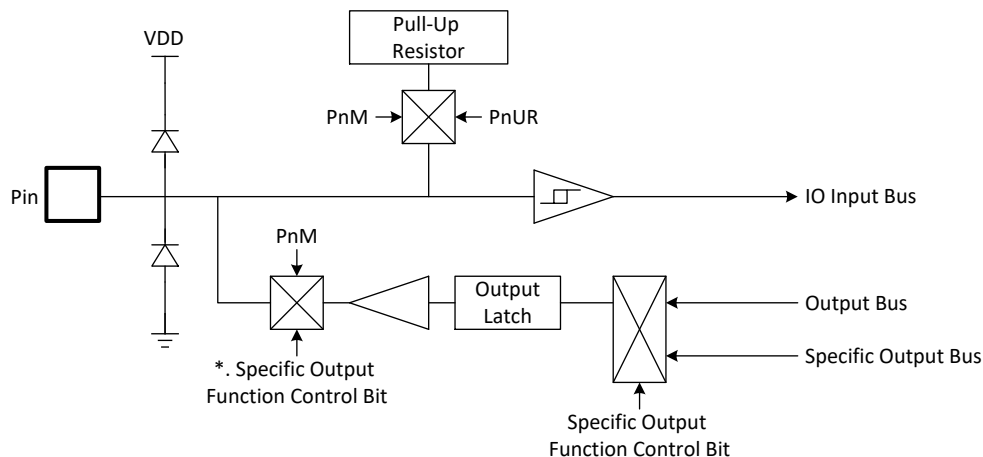 Pull-Up
Resistor
VDD
PnM
PnUR
Pin
IO Input Bus
PnM
Output
Latch
Output Bus
Specific Output Bus
*. Specific Output
Function Control Bit
Specific Output
Function Control Bit